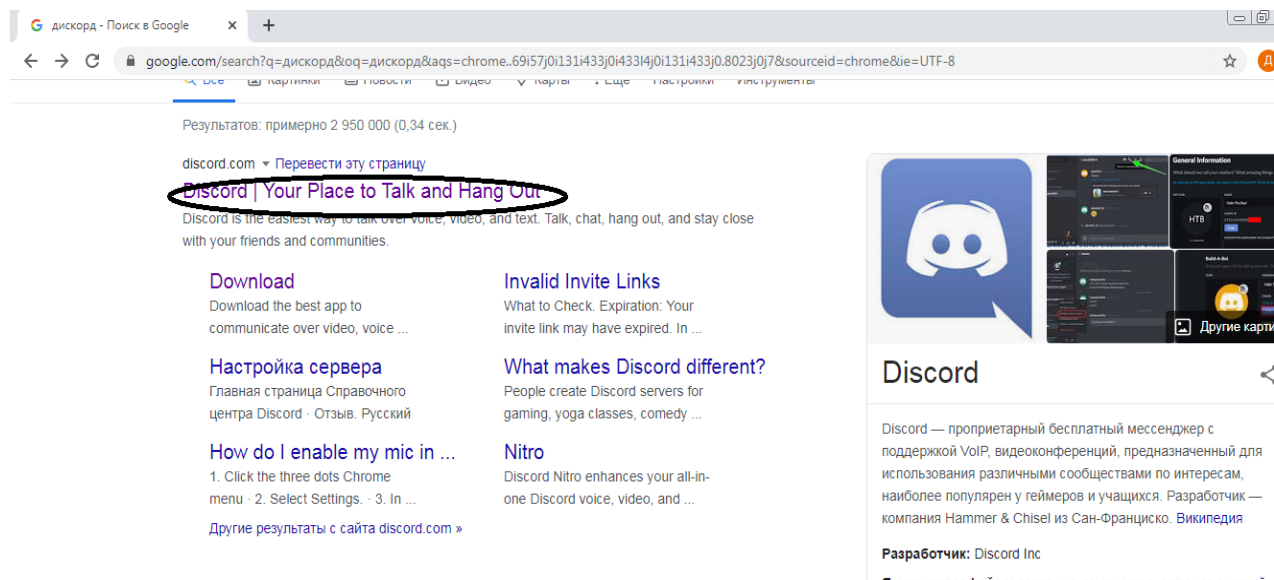 дискорд - Поиск в Google
google.com/search?q=дискорд&oq=дискорд&aqs=chrome..69i57j0i131i433j0i433l4j0i131i433j0.8023j0j7&sourceid=chrome&ie=UTF-8
Д
Все Картинки Новости Видео Карты Ещё Настройки Инструменты
Результатов: примерно 2 950 000 (0,34 сек.)
discord.com Перевести эту страницу
Discord | Your Place to Talk and Hang Out
Discord is the easiest way to talk over voice, video, and text. Talk, chat, hang out, and stay close
with your friends and communities.
Download
Download the best app to
communicate over video, voice ...
Invalid Invite Links
What to Check. Expiration: Your
invite link may have expired. In ...
Настройка сервера
Главная страница Справочного
центра Discord · Отзыв. Русский
What makes Discord different?
People create Discord servers for
gaming, yoga classes, comedy ...
How do I enable my mic in ...
1. Click the three dots Chrome
menu · 2. Select Settings. · 3. In ...
Nitro
Discord Nitro enhances your all-in-
one Discord voice, video, and ...
Другие результаты с сайта discord.com »
General Information
HTB
Build-A-Bot
Другие карти
Discord
Discord — проприетарный бесплатный мессенджер с
поддержкой VoIP, видеоконференций, предназначенный для
использования различными сообществами по интересам,
наиболее популярен у геймеров и учащихся. Разработчик —
компания Hammer & Chisel из Сан-Франциско. Википедия
Разработчик: Discord Inc